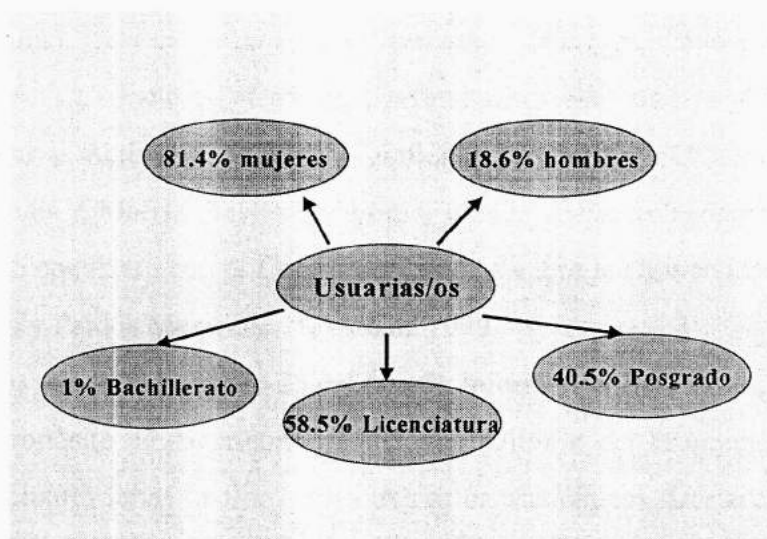 81.4% mujeres
18.6% hombres
Usuarias/os
1% Bachillerato
58.5% Licenciatura
40.5% Posgrado